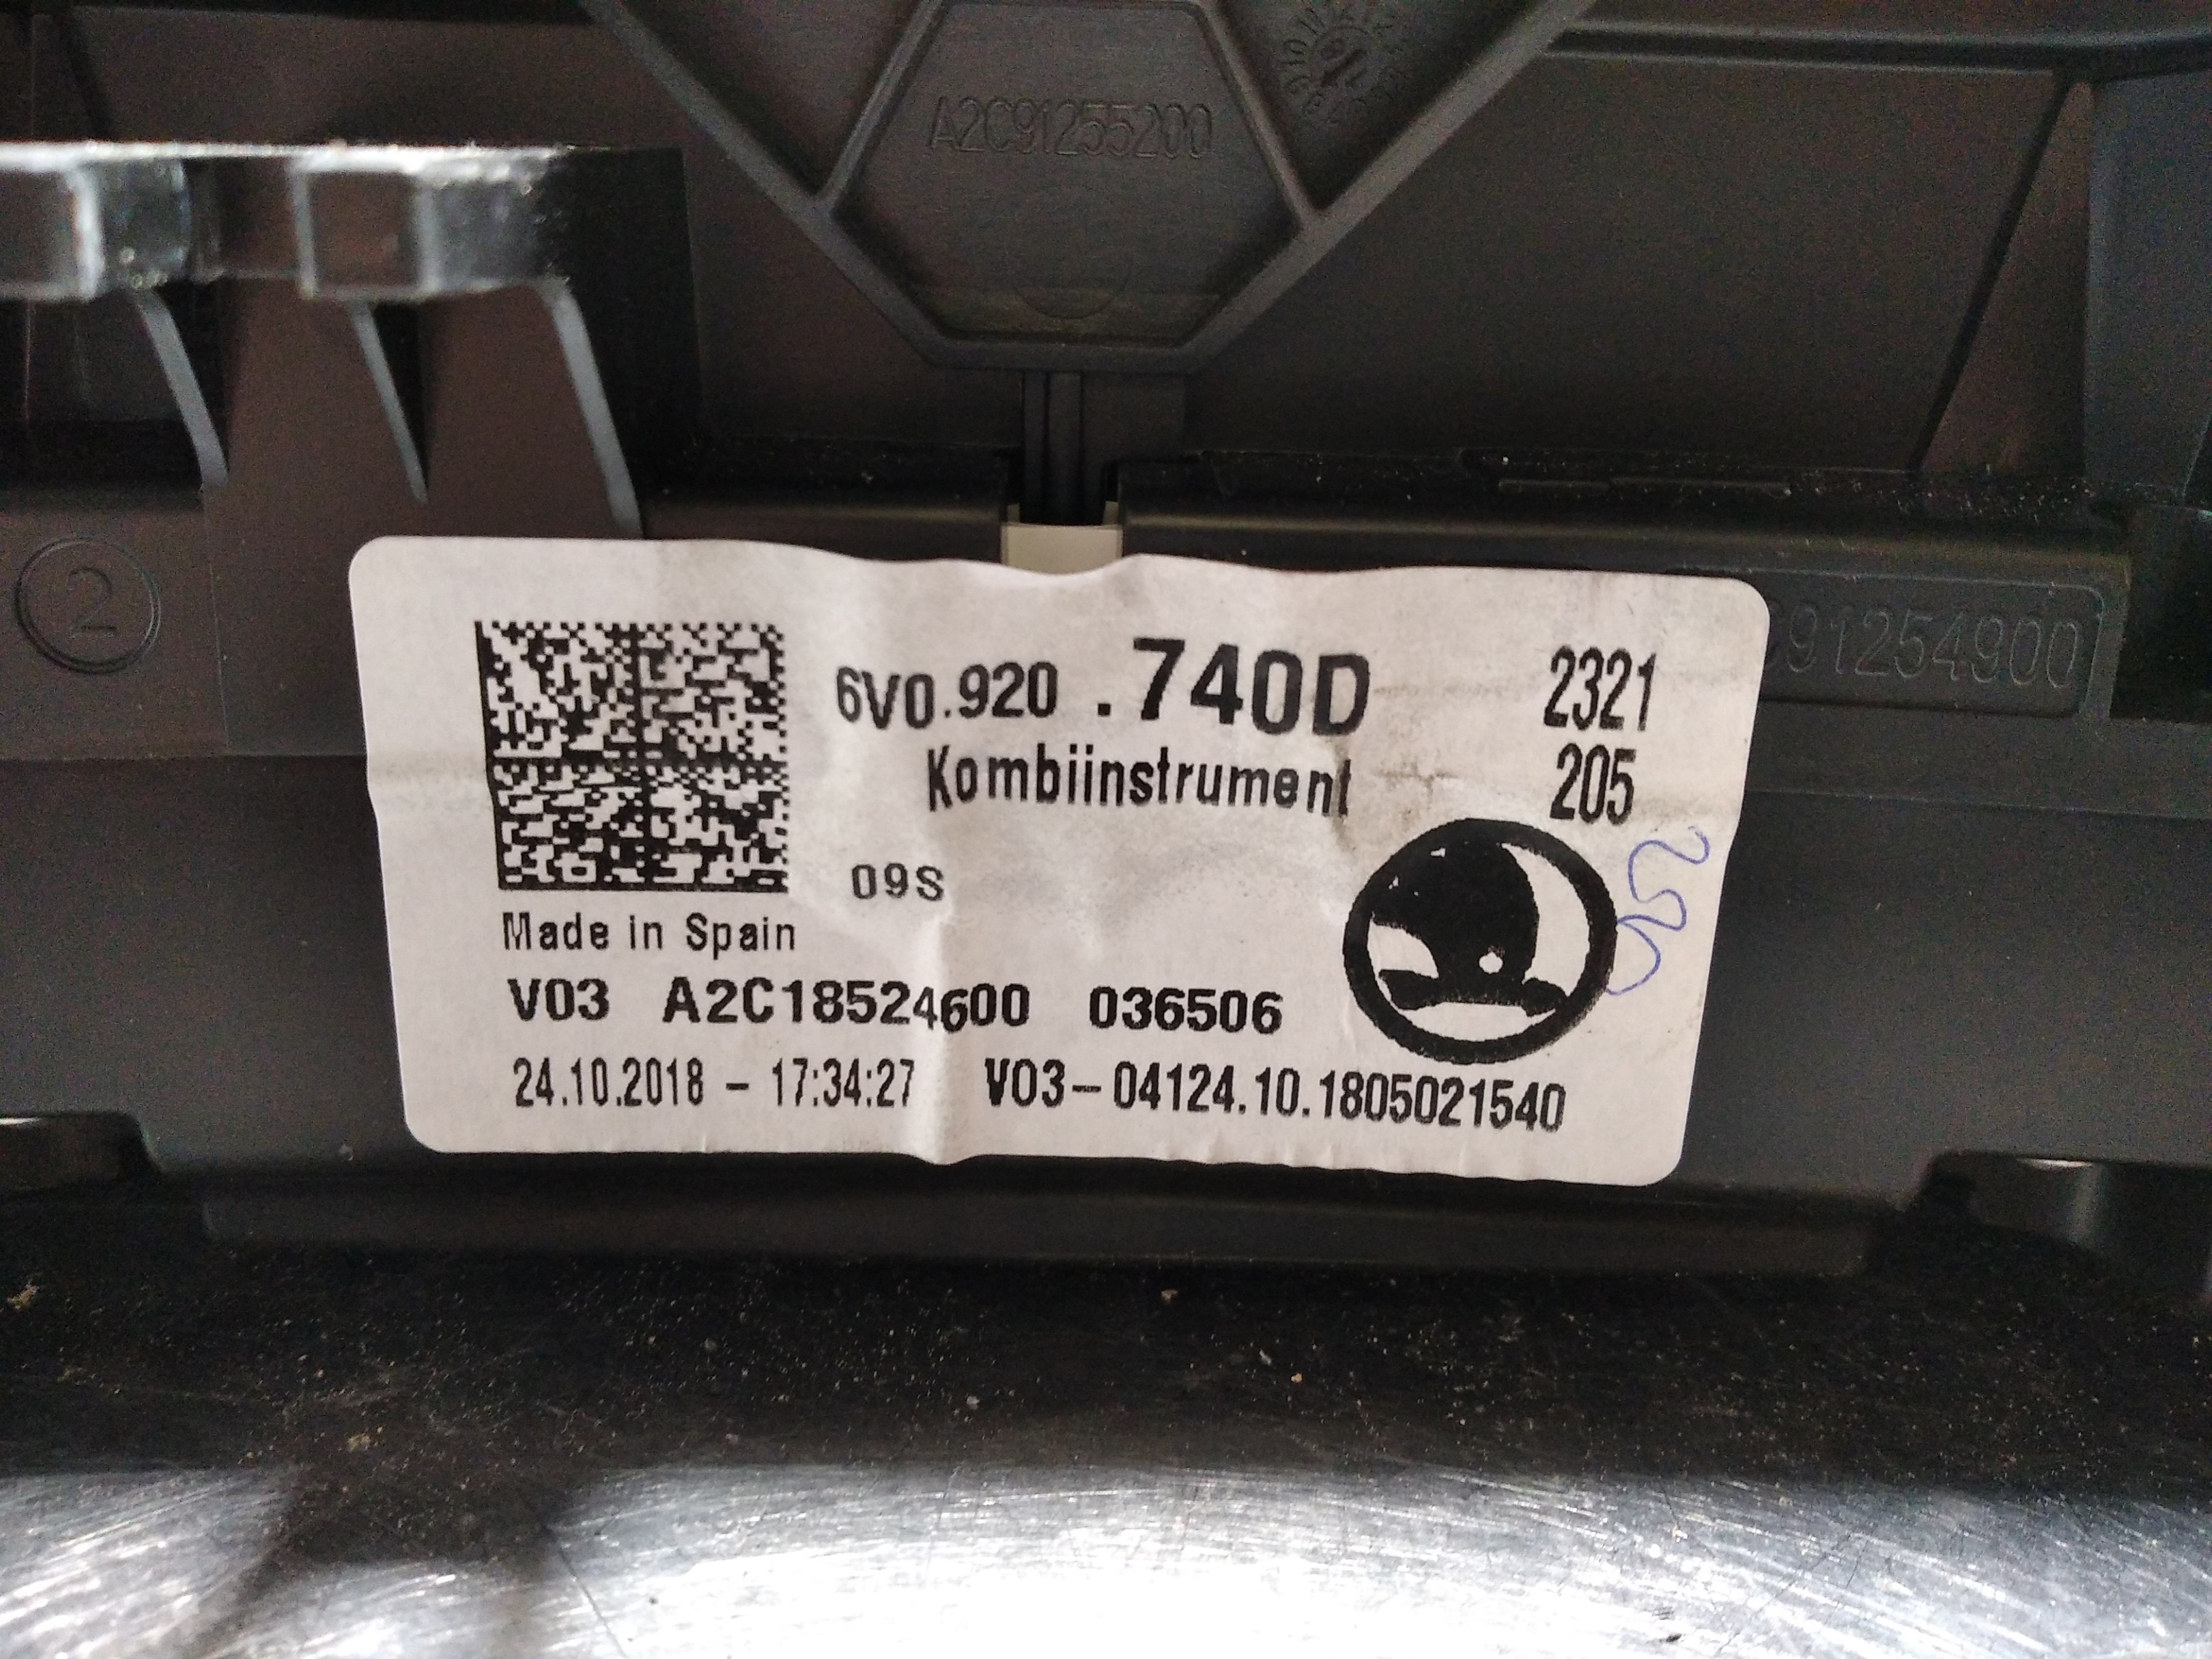 A2C91255200
2
C91254900
6V0.920 .740D 2321
Kombiinstrument 205
09S
Made in Spain
V03 A2C18524600 036506
24.10.2018 - 17:34:27 V03-04124.10.1805021540